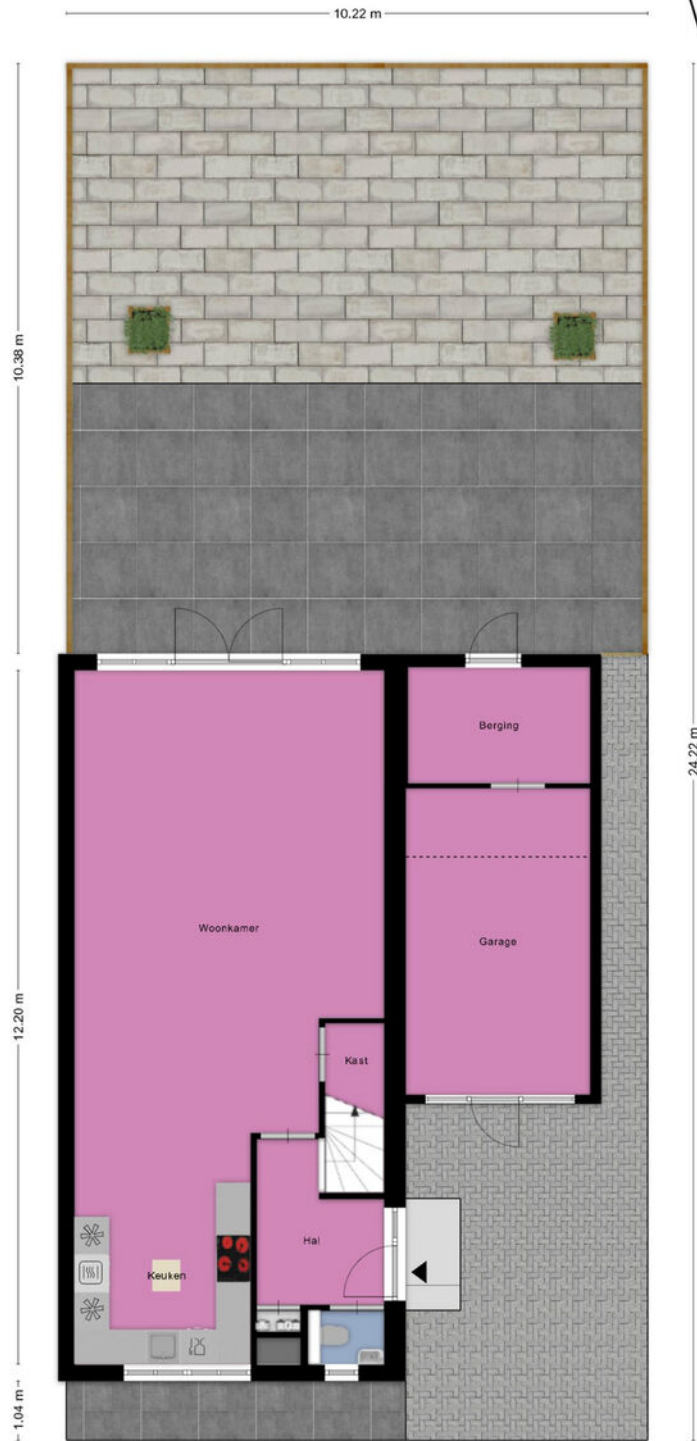 10.22 m
10.38 m
Berging
24.22 m
Woonkamer
Garage
12.20 m
Kast
Hal
Keuken
1.04 m